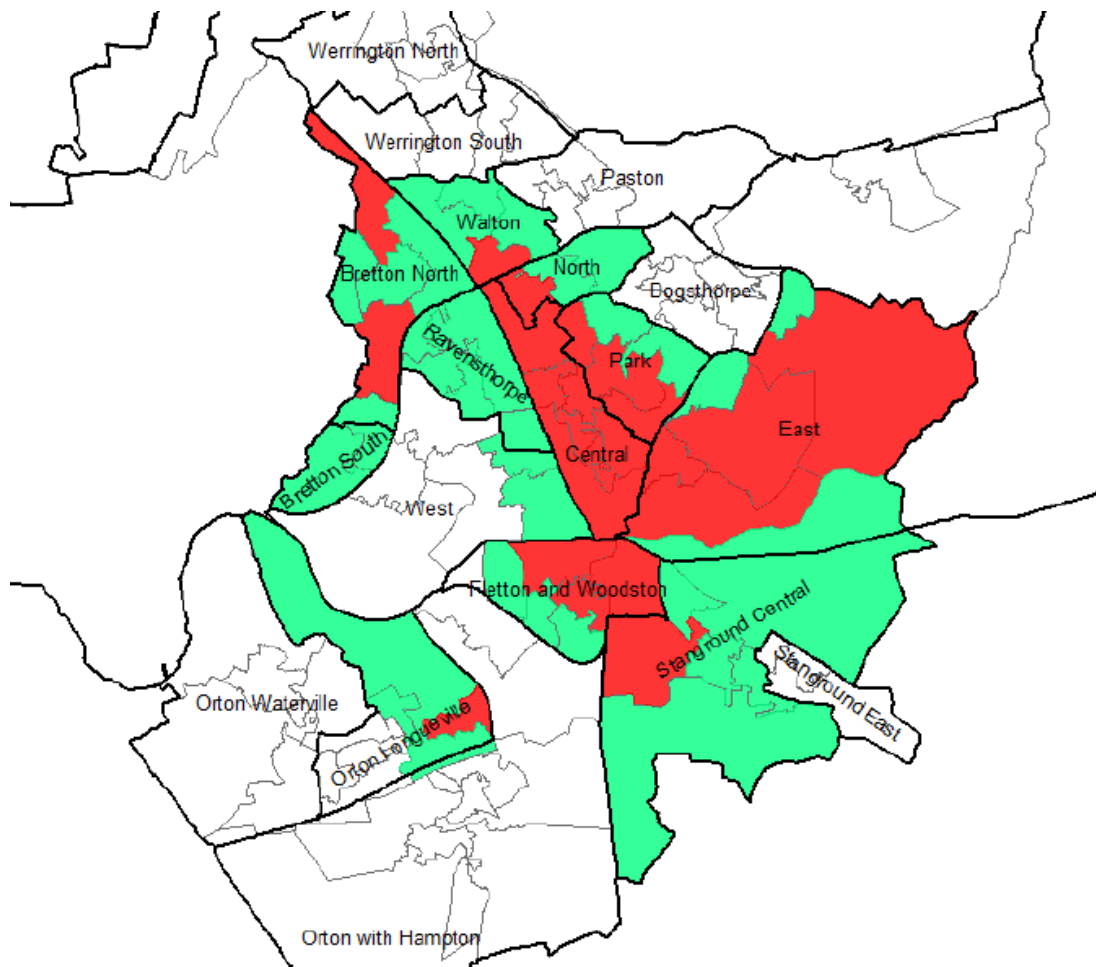 Werrington North
Werrington South
Paston
Walton
North
Bretton North
Dogsthorpe
Ravensthorpe
Park
East
Central
Bretton South
West
Fletton and Woodston
Stanground Central
Stanground East
Orton Waterville
Orton Longueville
Orton with Hampton